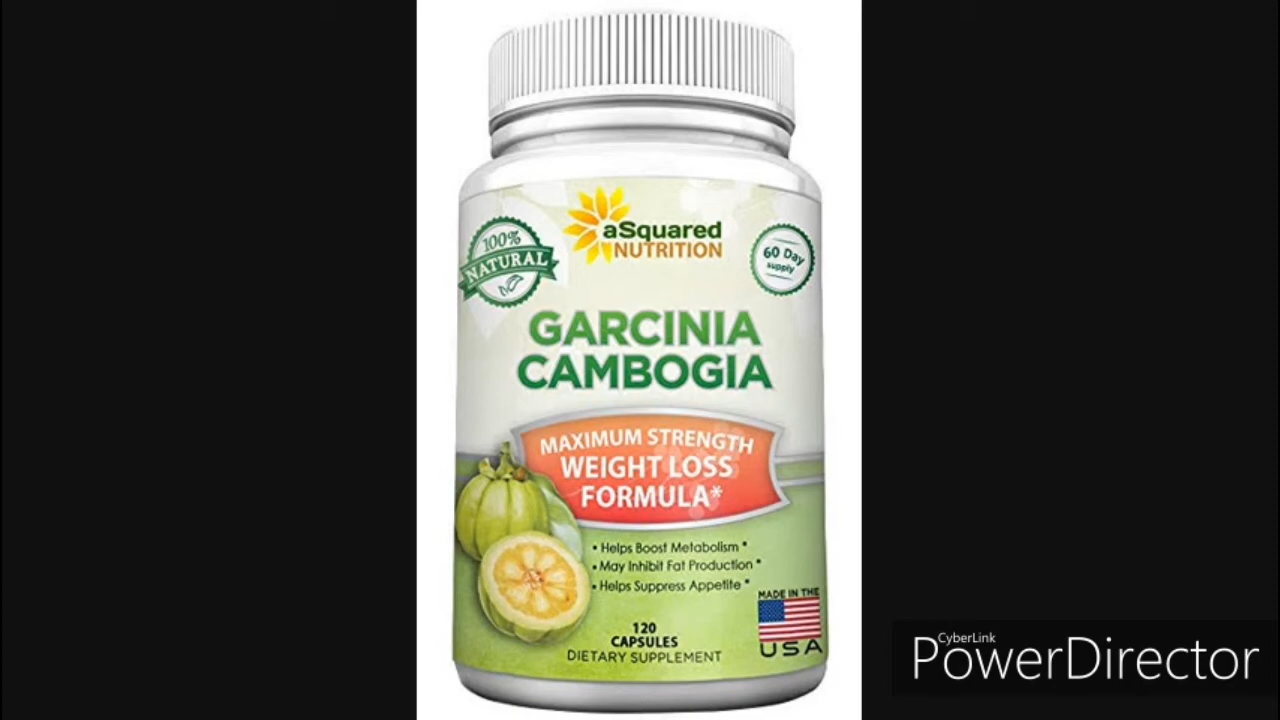 100%
NATURAL
aSquared
NUTRITION
60 Day
supply
GARCINIA
CAMBOGIA
MAXIMUM STRENGTH
WEIGHT LOSS
FORMULA*
• Helps Boost Metabolism *
• May Inhibit Fat Production *
• Helps Suppress Appetite *
120
CAPSULES
DIETARY SUPPLEMENT
MADE IN THE
USA
CyberLink
PowerDirector